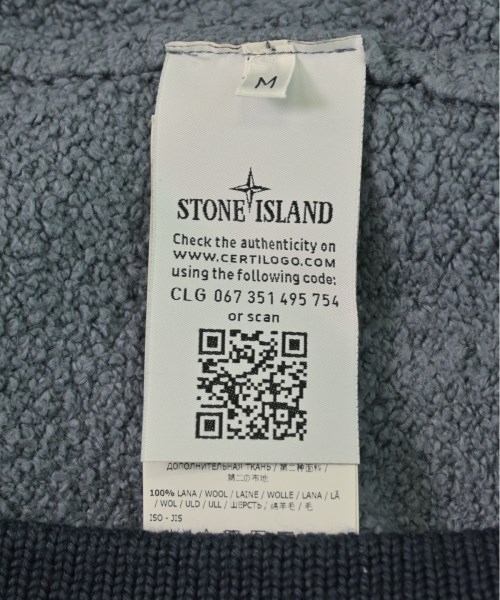 M
STONE ISLAND
Check the authenticity on
WWW.CERTILOGO.COM
using the following code:
CLG 067 351 495 754
or scan
ДОПОЛНИТЕЛЬНАЯ ТКАНЬ / 第二种面料 /
第二の布地
100% LANA / WOOL / LAINE / WOLLE / LANA / LÃ
/ WOL / ULD / ULL / ШЕРСТЬ / 绵羊毛 / 毛
ISO - JIS